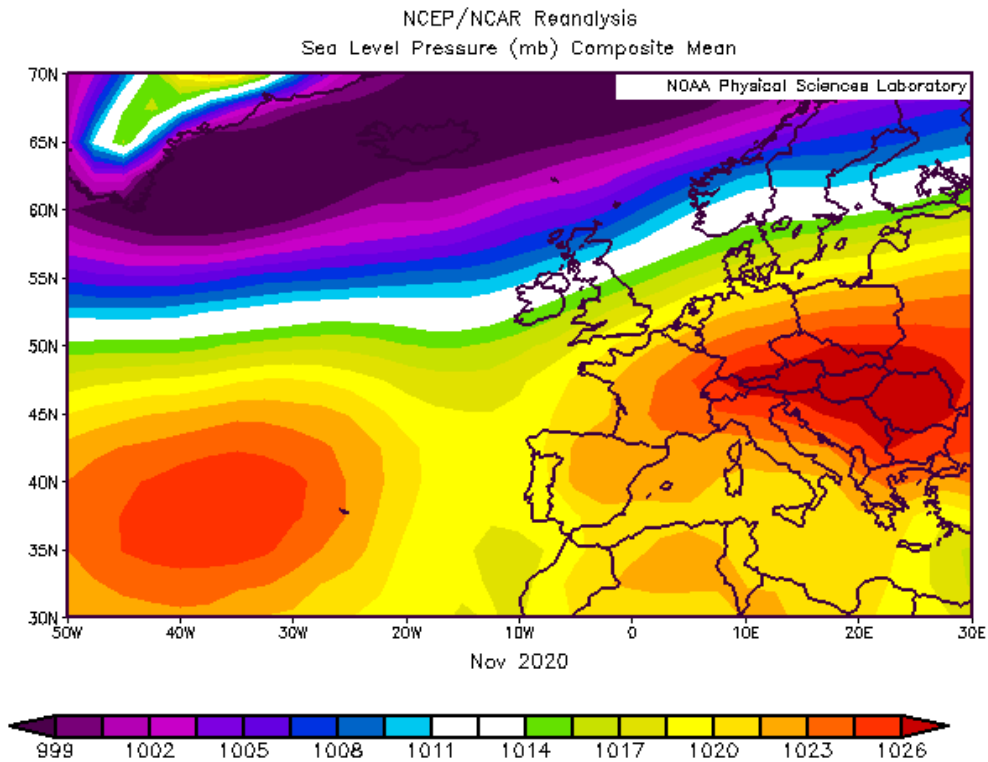 NCEP/NCAR Reanalysis
Sea Level Pressure (mb) Composite Mean
NOAA Physical Sciences Laboratory
70N
65N
60N
55N
50N
45N
40N
35N
30N
50W 40W 30W 20W 10W 0 10E 20E 30E
Nov 2020
999 1002 1005 1008 1011 1014 1017 1020 1023 1026